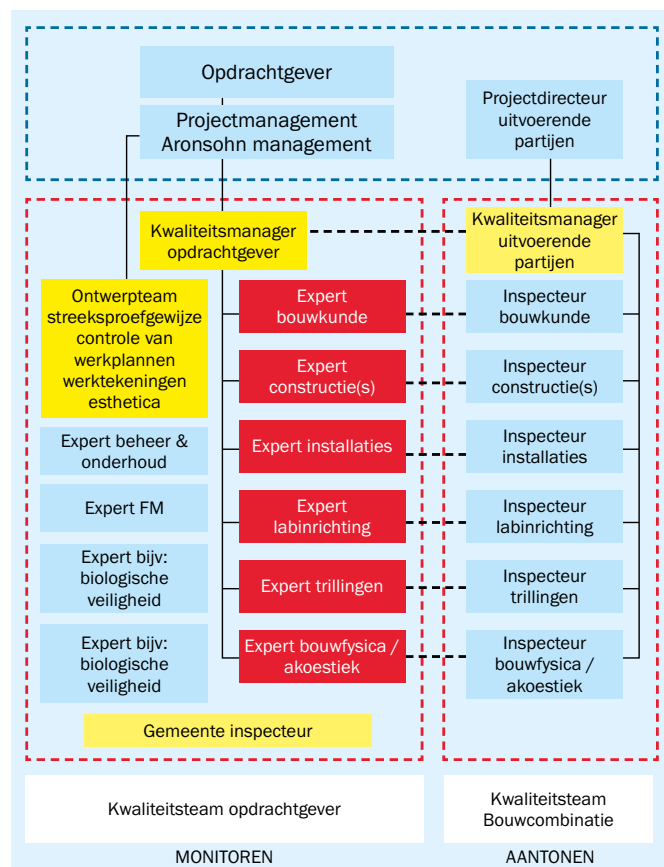 Opdrachtgever
Projectmanagement
Aronsohn management
Projectdirecteur
uitvoerende
partijen
Kwaliteitsmanager
opdrachtgever
Kwaliteitsmanager
uitvoerende
partijen
Ontwerpteam
streeksproefgewijze
controle van
werkplannen
werktekeningen
esthetica
Expert beheer &
onderhoud
Expert FM
Expert bijv:
biologische
veiligheid
Expert bijv:
biologische
veiligheid
Expert
bouwkunde
Expert
constructie(s)
Expert installaties
Expert
labinrichting
Expert trillingen
Expert bouwfysica /
akoestiek
Inspecteur
bouwkunde
Inspecteur
constructie(s)
Inspecteur
installaties
Inspecteur
labinrichting
Inspecteur
trillingen
Inspecteur
bouwfysica /
akoestiek
Gemeente inspecteur
Kwaliteitsteam opdrachtgever
Kwaliteitsteam
Bouwcombinatie
MONITOREN
AANTONEN